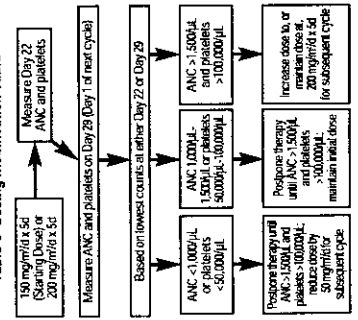 150 mg/m²/d x 5d
(Starting Dose) or
200 mg/m²/d x 5d
Measure Day 22
ANC and platelets
Measure ANC and platelets on Day 29 (Day 1 of next cycle)
Based on lowest counts at either Day 22 or Day 29
ANC <1,000/µL
or platelets
<50,000/µL
ANC 1,000/µL-
1,500/µL or platelets
50,000/µL-100,000/µL
ANC >1,500/µL
and platelets
>100,000/µL
Postpone therapy until
ANC >1,500/µL and
platelets >100,000/µL;
reduce dose by
50 mg/m²/d for
subsequent cycle
Postpone therapy
until ANC >1,500/µL
and platelets
>100,000/µL;
maintain initial dose
Increase dose to, or
maintain dose at,
200 mg/m²/d x 5d
for subsequent cycle